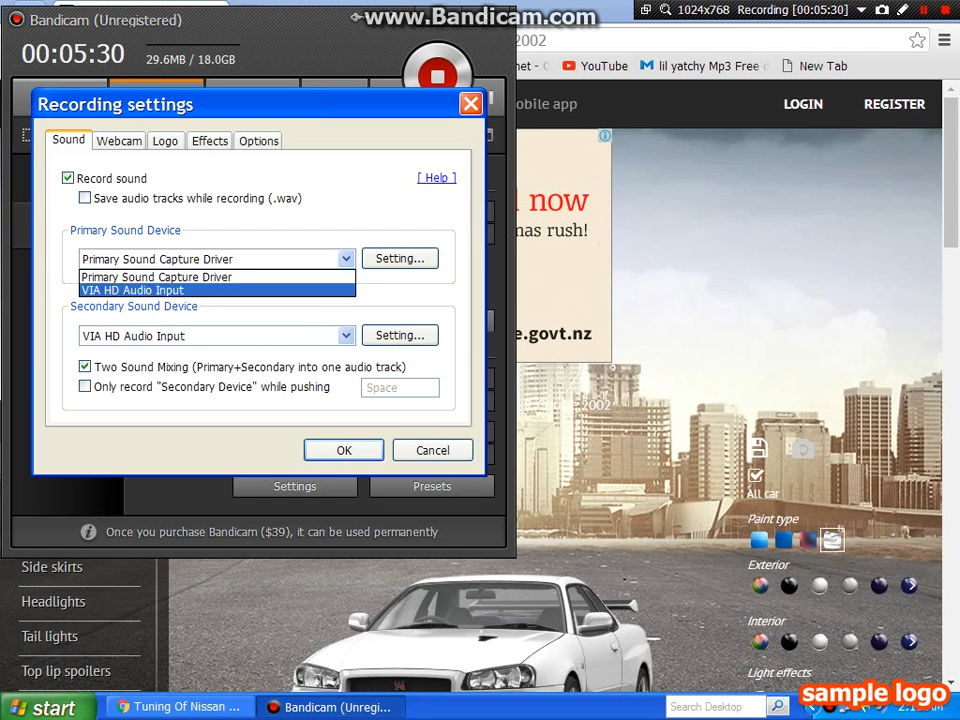 Bandicam (Unregistered)
www.Bandicam.com
1024x768 Recording [00:05:30]
00:05:30
29.6MB / 18.0GB
2002
YouTube
lil yatchy Mp3 Free
New Tab
Recording settings
obile app
LOGIN
REGISTER
Sound
Webcam
Logo
Effects
Options
Record sound
[ Help ]
Save audio tracks while recording (.wav)
now
mas rush!
Primary Sound Device
Primary Sound Capture Driver
Setting...
Primary Sound Capture Driver
VIA HD Audio Input
Secondary Sound Device
VIA HD Audio Input
Setting...
e.govt.nz
Two Sound Mixing (Primary+Secondary into one audio track)
Only record "Secondary Device" while pushing
Space
2002
OK
Cancel
Settings
Presets
All car
Paint type
Once you purchase Bandicam ($39), it can be used permanently
Side skirts
Exterior
Headlights
Interior
Tail lights
Top lip spoilers
Light effects
sample logo
start
Tuning Of Nissan ...
Bandicam (Unregi...
Search Desktop